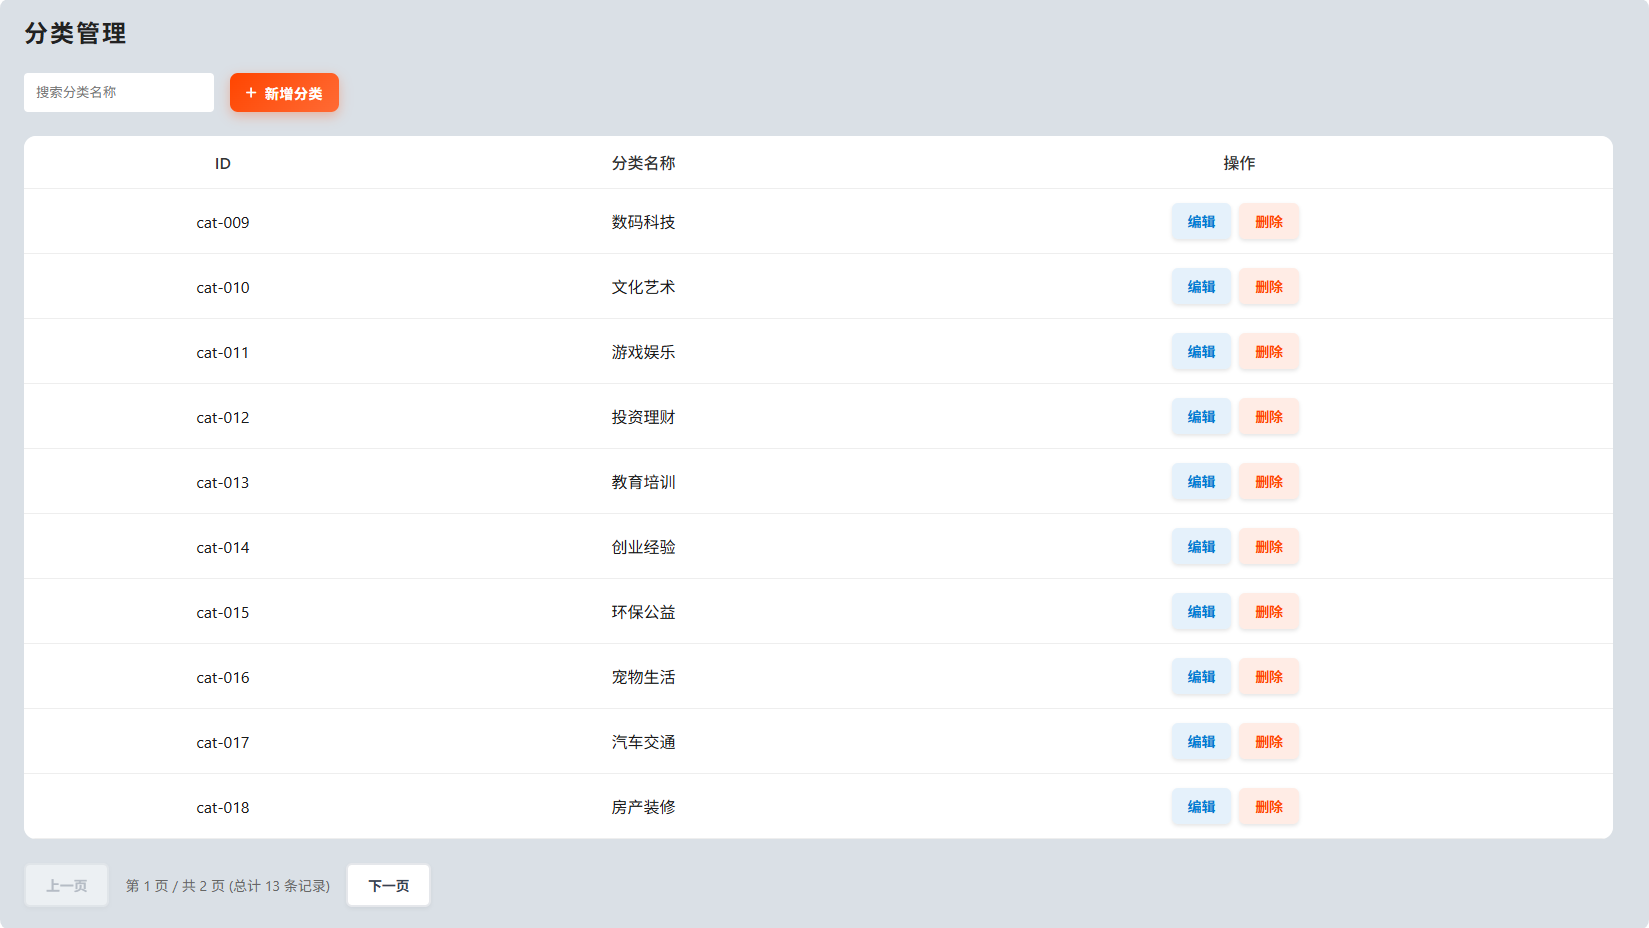 分类管理
搜索分类名称
+ 新增分类
ID 分类名称 操作
cat-009 数码科技 编辑 删除
cat-010 文化艺术 编辑 删除
cat-011 游戏娱乐 编辑 删除
cat-012 投资理财 编辑 删除
cat-013 教育培训 编辑 删除
cat-014 创业经验 编辑 删除
cat-015 环保公益 编辑 删除
cat-016 宠物生活 编辑 删除
cat-017 汽车交通 编辑 删除
cat-018 房产装修 编辑 删除
上一页 第 1 页 / 共 2 页 (总计 13 条记录) 下一页